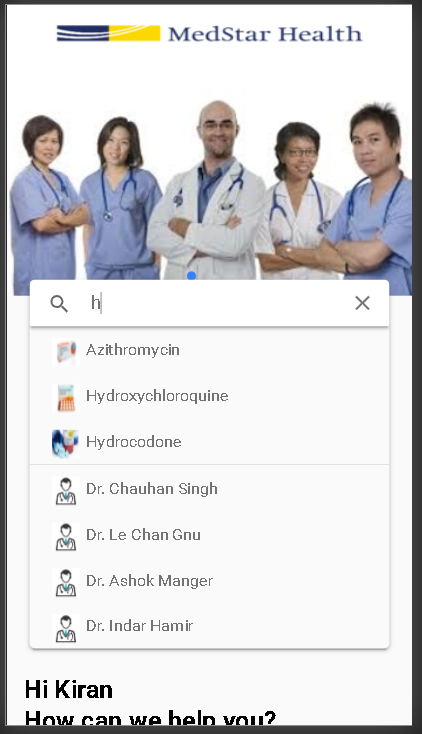 MedStar Health
h
Azithromycin
Hydroxychloroquine
Hydrocodone
Dr. Chauhan Singh
Dr. Le Chan Gnu
Dr. Ashok Manger
Dr. Indar Hamir
Hi Kiran
How can we help you?